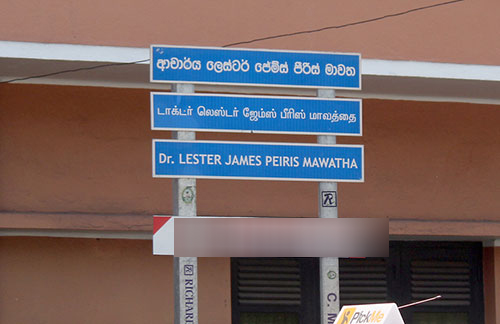 ආචාර්ය ලෙස්ටර් ජේම්ස් පීරිස් මාවත
டாக்டர் லெஸ்டர் ஜேம்ஸ் பீரிஸ் மாவத்தை
Dr. LESTER JAMES PEIRIS MAWATHA
R
RICHARD
C. M
PickMe